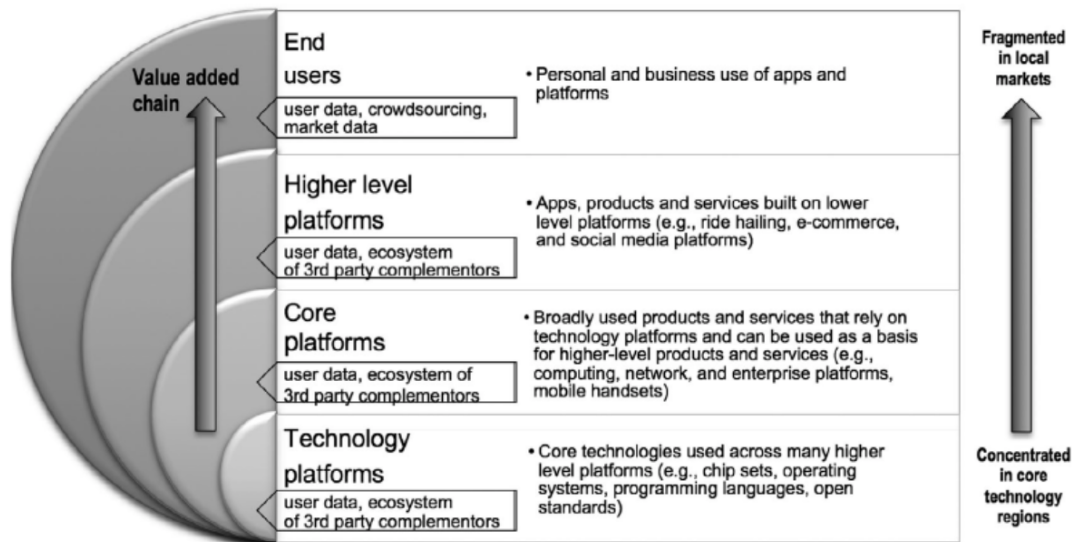 Value added
chain
End
users
user data, crowdsourcing,
market data
• Personal and business use of apps and
platforms
Higher level
platforms
user data, ecosystem
of 3rd party complementors
• Apps, products and services built on lower
level platforms (e.g., ride hailing, e-commerce,
and social media platforms)
Core
platforms
user data, ecosystem of
3rd party complementors
• Broadly used products and services that rely on
technology platforms and can be used as a basis
for higher-level products and services (e.g.,
computing, network, and enterprise platforms,
mobile handsets)
Technology
platforms
user data, ecosystem
of 3rd party complementors
• Core technologies used across many higher
level platforms (e.g., chip sets, operating
systems, programming languages, open
standards)
Fragmented
in local
markets
Concentrated
in core
technology
regions